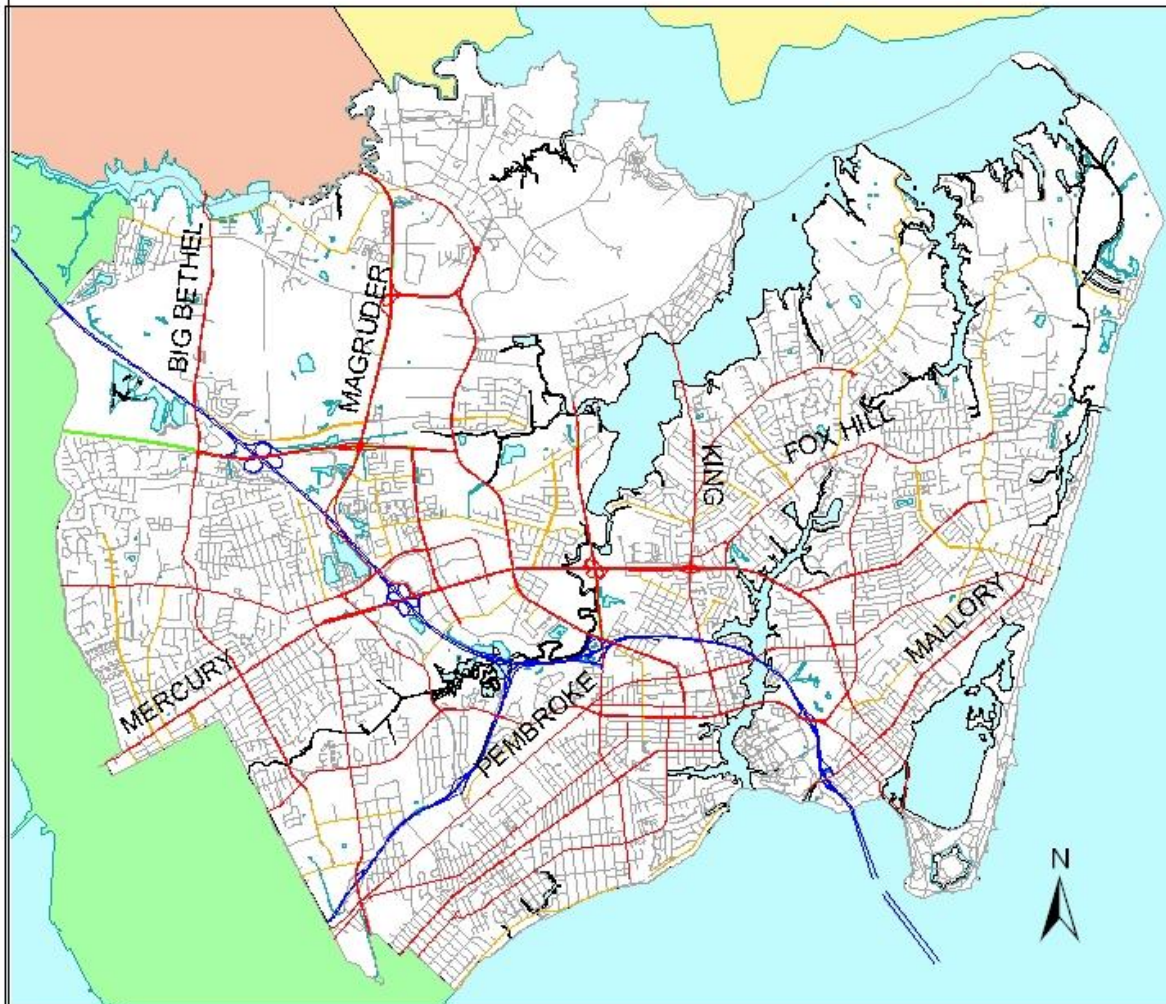 BIG BETHEL
MAGRUDER
KING
FOX HILL
MERCURY
PEMBROKE
MALLORY
N